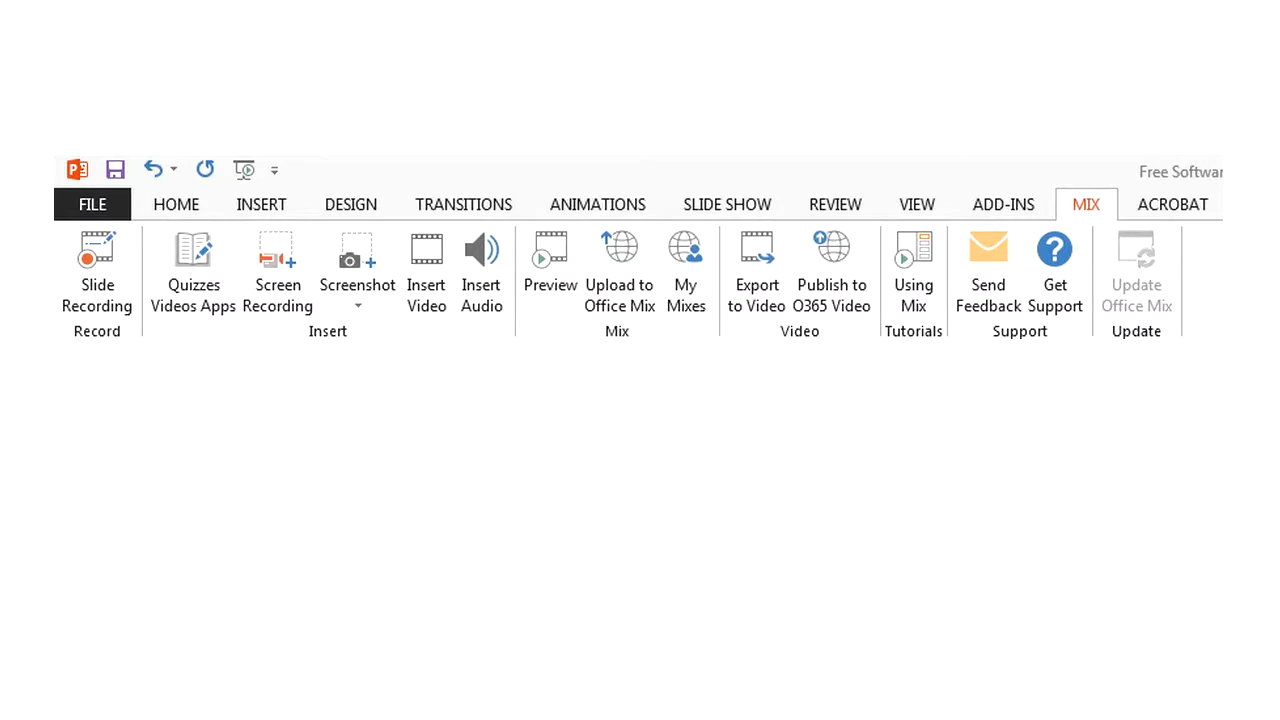 Free Softwar
FILE HOME INSERT DESIGN TRANSITIONS ANIMATIONS SLIDE SHOW REVIEW VIEW ADD-INS MIX ACROBAT
Slide Recording
Quizzes Videos Apps
Screen Recording
Screenshot
Insert Video
Insert Audio
Preview
Upload to Office Mix
My Mixes
Export to Video
Publish to O365 Video
Using Mix
Send Feedback
Get Support
Update Office Mix
Record Insert Mix Video Tutorials Support Update